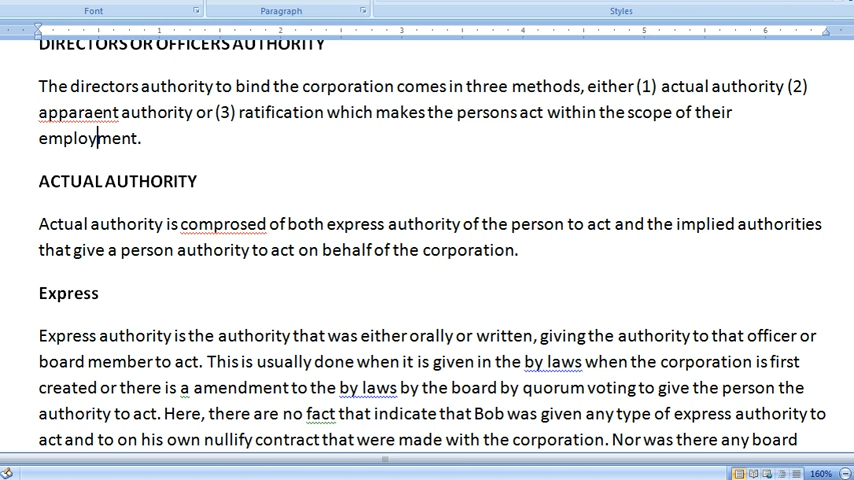 Font Paragraph Styles
1 2 3 4 5 6
DIRECTORS OR OFFICERS AUTHORITY
The directors authority to bind the corporation comes in three methods, either (1) actual authority (2)
apparaent authority or (3) ratification which makes the persons act within the scope of their
employment.
ACTUAL AUTHORITY
Actual authority is comprosed of both express authority of the person to act and the implied authorities
that give a person authority to act on behalf of the corporation.
Express
Express authority is the authority that was either orally or written, giving the authority to that officer or
board member to act. This is usually done when it is given in the by laws when the corporation is first
created or there is a amendment to the by laws by the board by quorum voting to give the person the
authority to act. Here, there are no fact that indicate that Bob was given any type of express authority to
act and to on his own nullify contract that were made with the corporation. Nor was there any board
160%